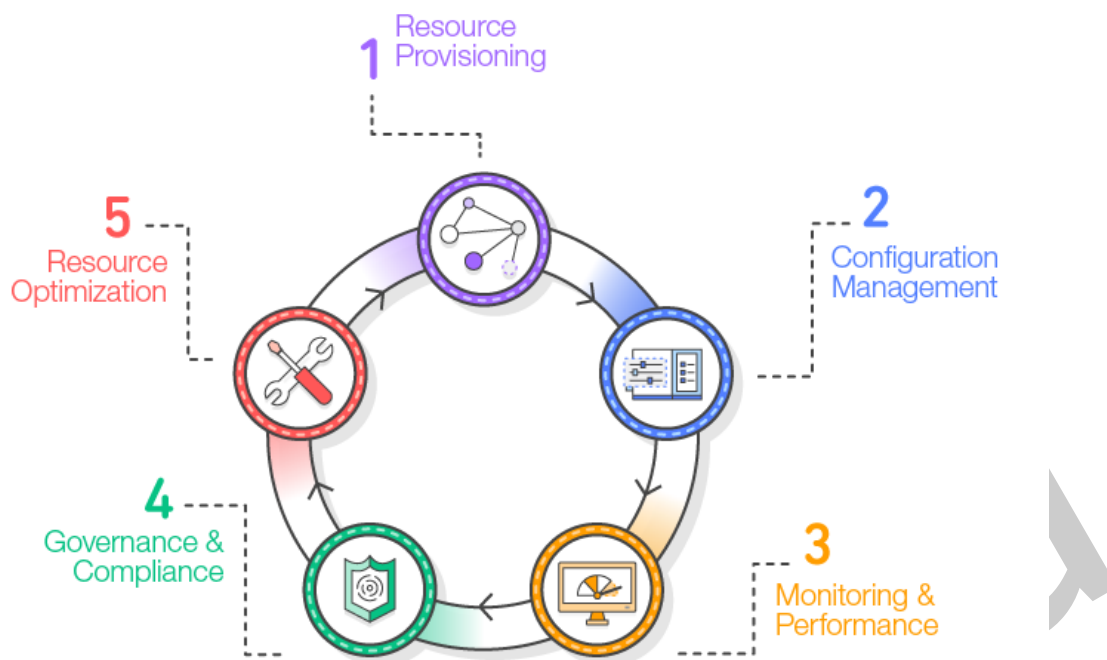 1
Resource
Provisioning
2
Configuration
Management
3
Monitoring &
Performance
4
Governance &
Compliance
5
Resource
Optimization